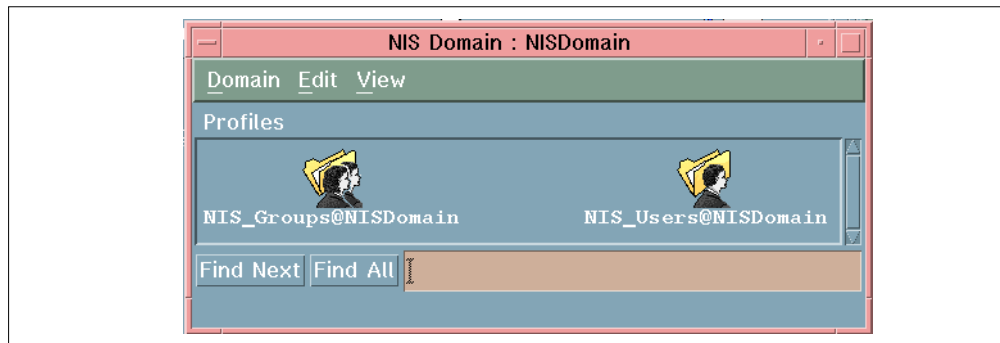 NIS Domain : NISDomain
Domain Edit View
Profiles
NIS_Groups@NISDomain NIS_Users@NISDomain
Find Next Find All